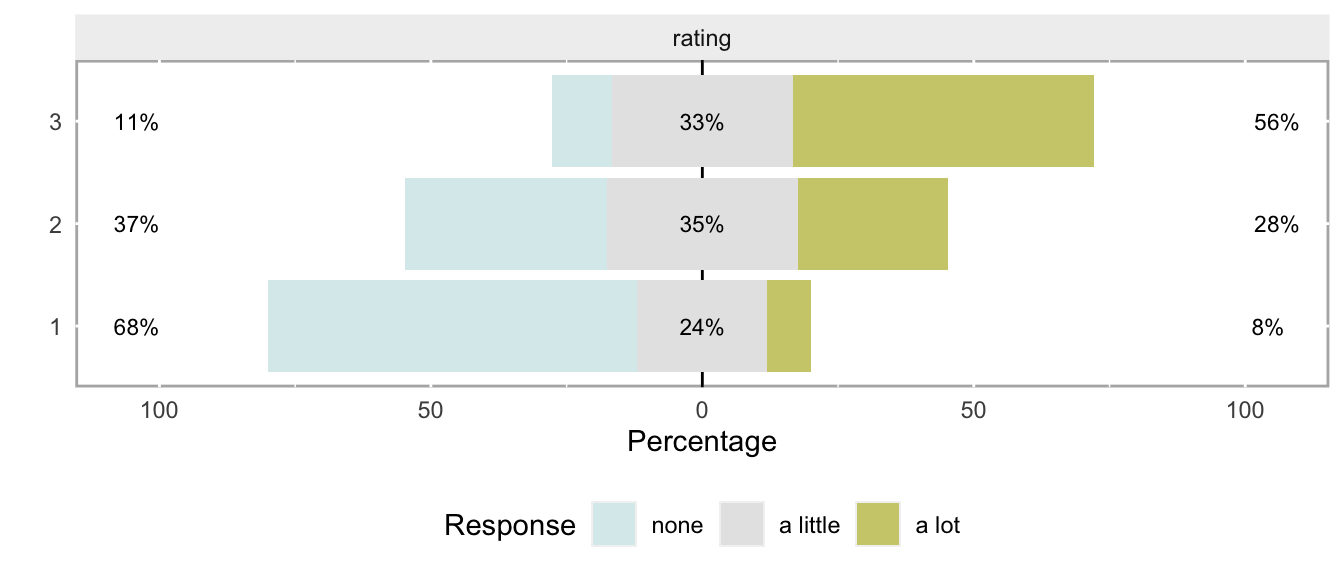 rating
3 11% 33% 56%
2 37% 35% 28%
1 68% 24% 8%
100 50 0 50 100
Percentage
Response none a little a lot